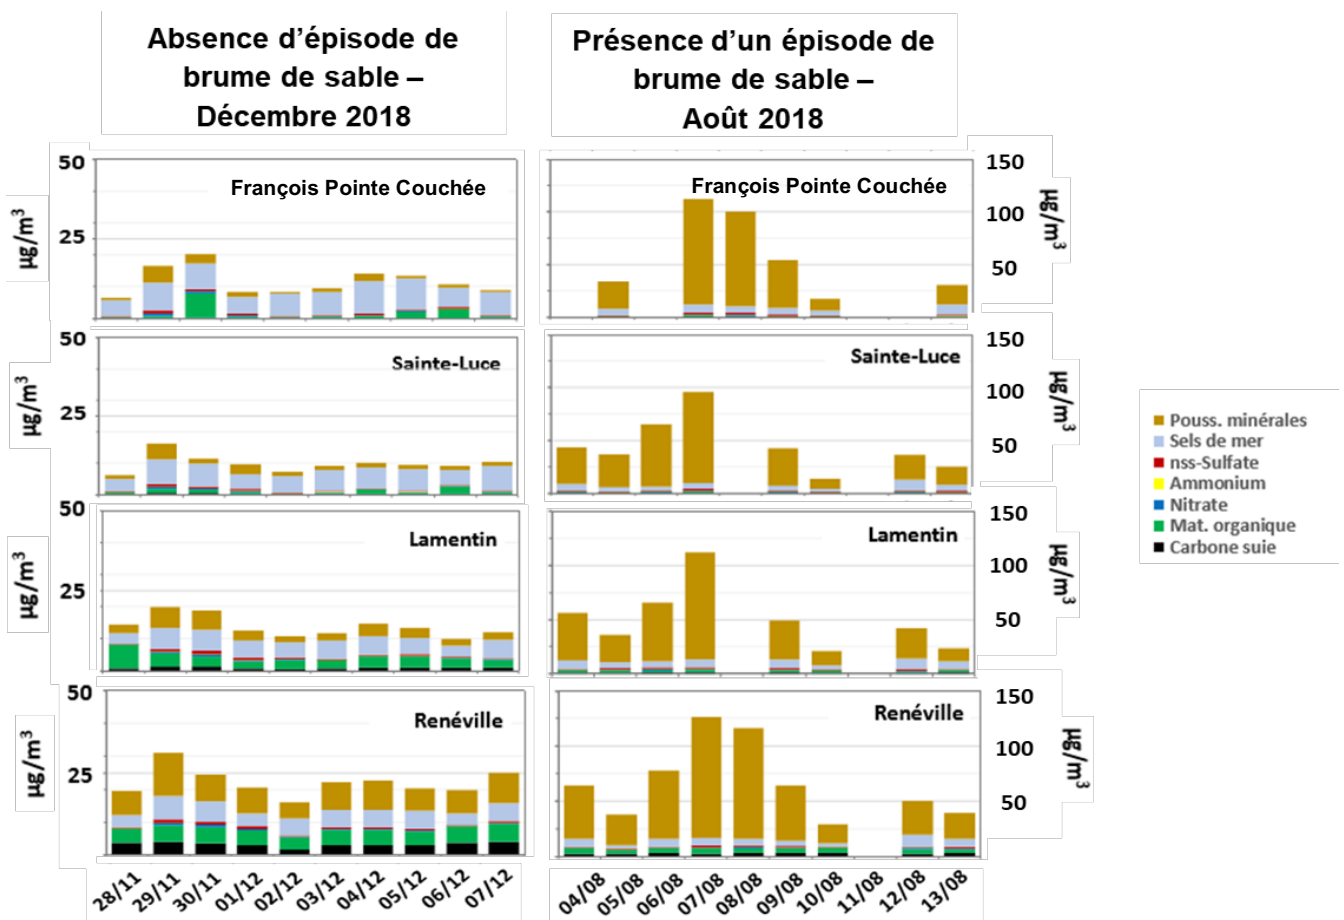 Absence d'épisode de
brume de sable –
Décembre 2018
Présence d'un épisode de
brume de sable –
Août 2018
50
25
µg/m³
François Pointe Couchée
François Pointe Couchée
150
100
50
µg/m³
50
25
µg/m³
Sainte-Luce
Sainte-Luce
150
100
50
µg/m³
50
25
µg/m³
Lamentin
Lamentin
150
100
50
µg/m³
50
25
µg/m³
Renéville
Renéville
150
100
50
µg/m³
28/11 29/11 30/11 01/12 02/12 03/12 04/12 05/12 06/12 07/12
04/08 05/08 06/08 07/08 08/08 09/08 10/08 11/08 12/08 13/08
Pouss. minérales
Sels de mer
nss-Sulfate
Ammonium
Nitrate
Mat. organique
Carbone suie